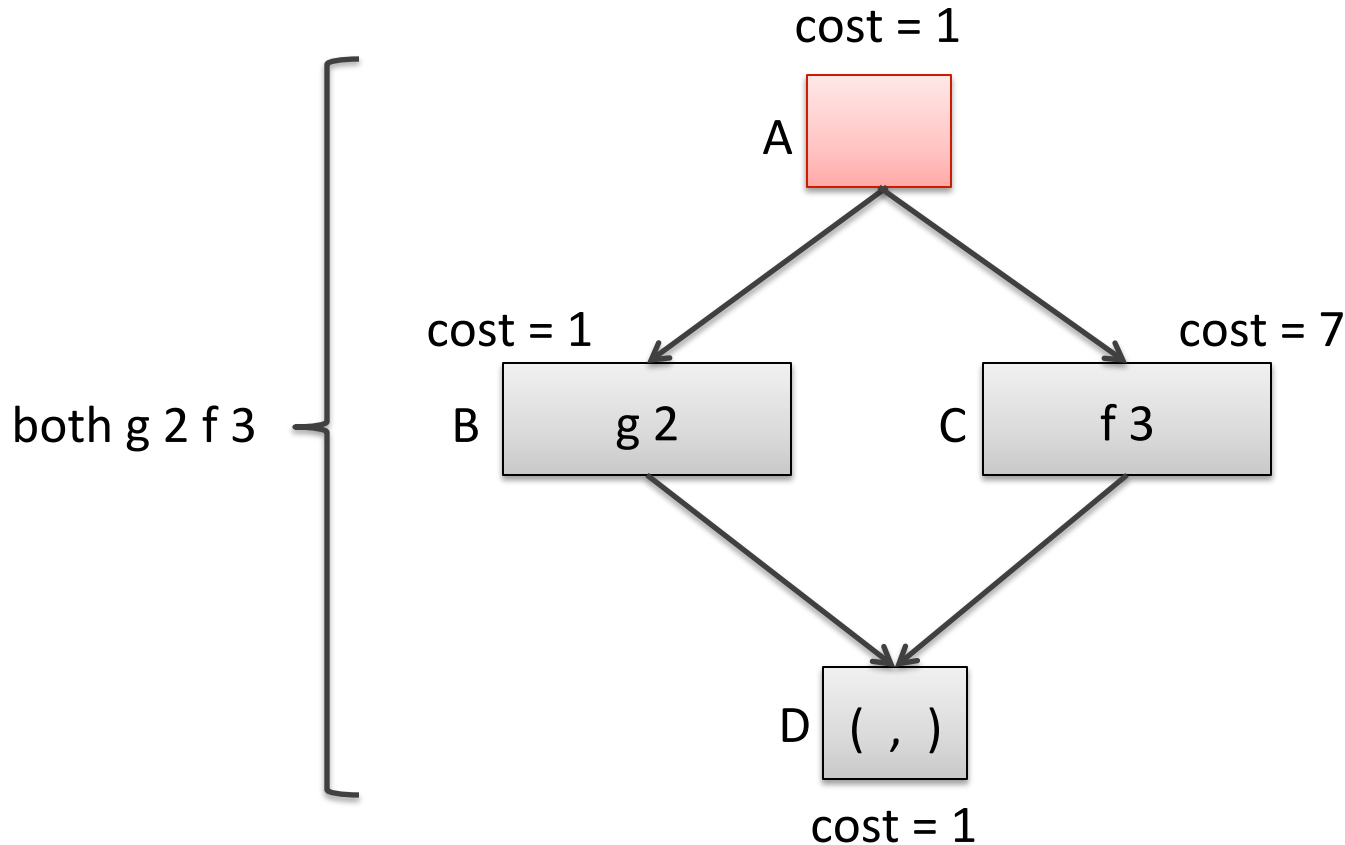 cost = 1
A
cost = 1
cost = 7
both g 2 f 3
B
g 2
C
f 3
D
( , )
cost = 1